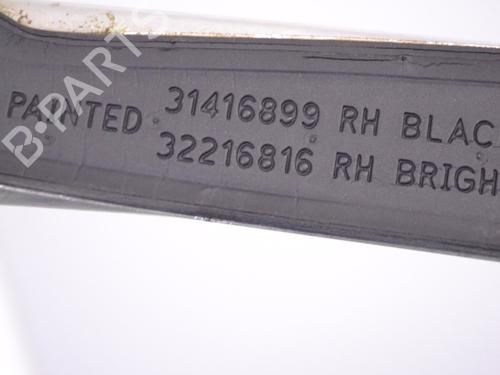 B·PARTS
PAINTED 31416899 RH BLAC
32216816 RH BRIGH